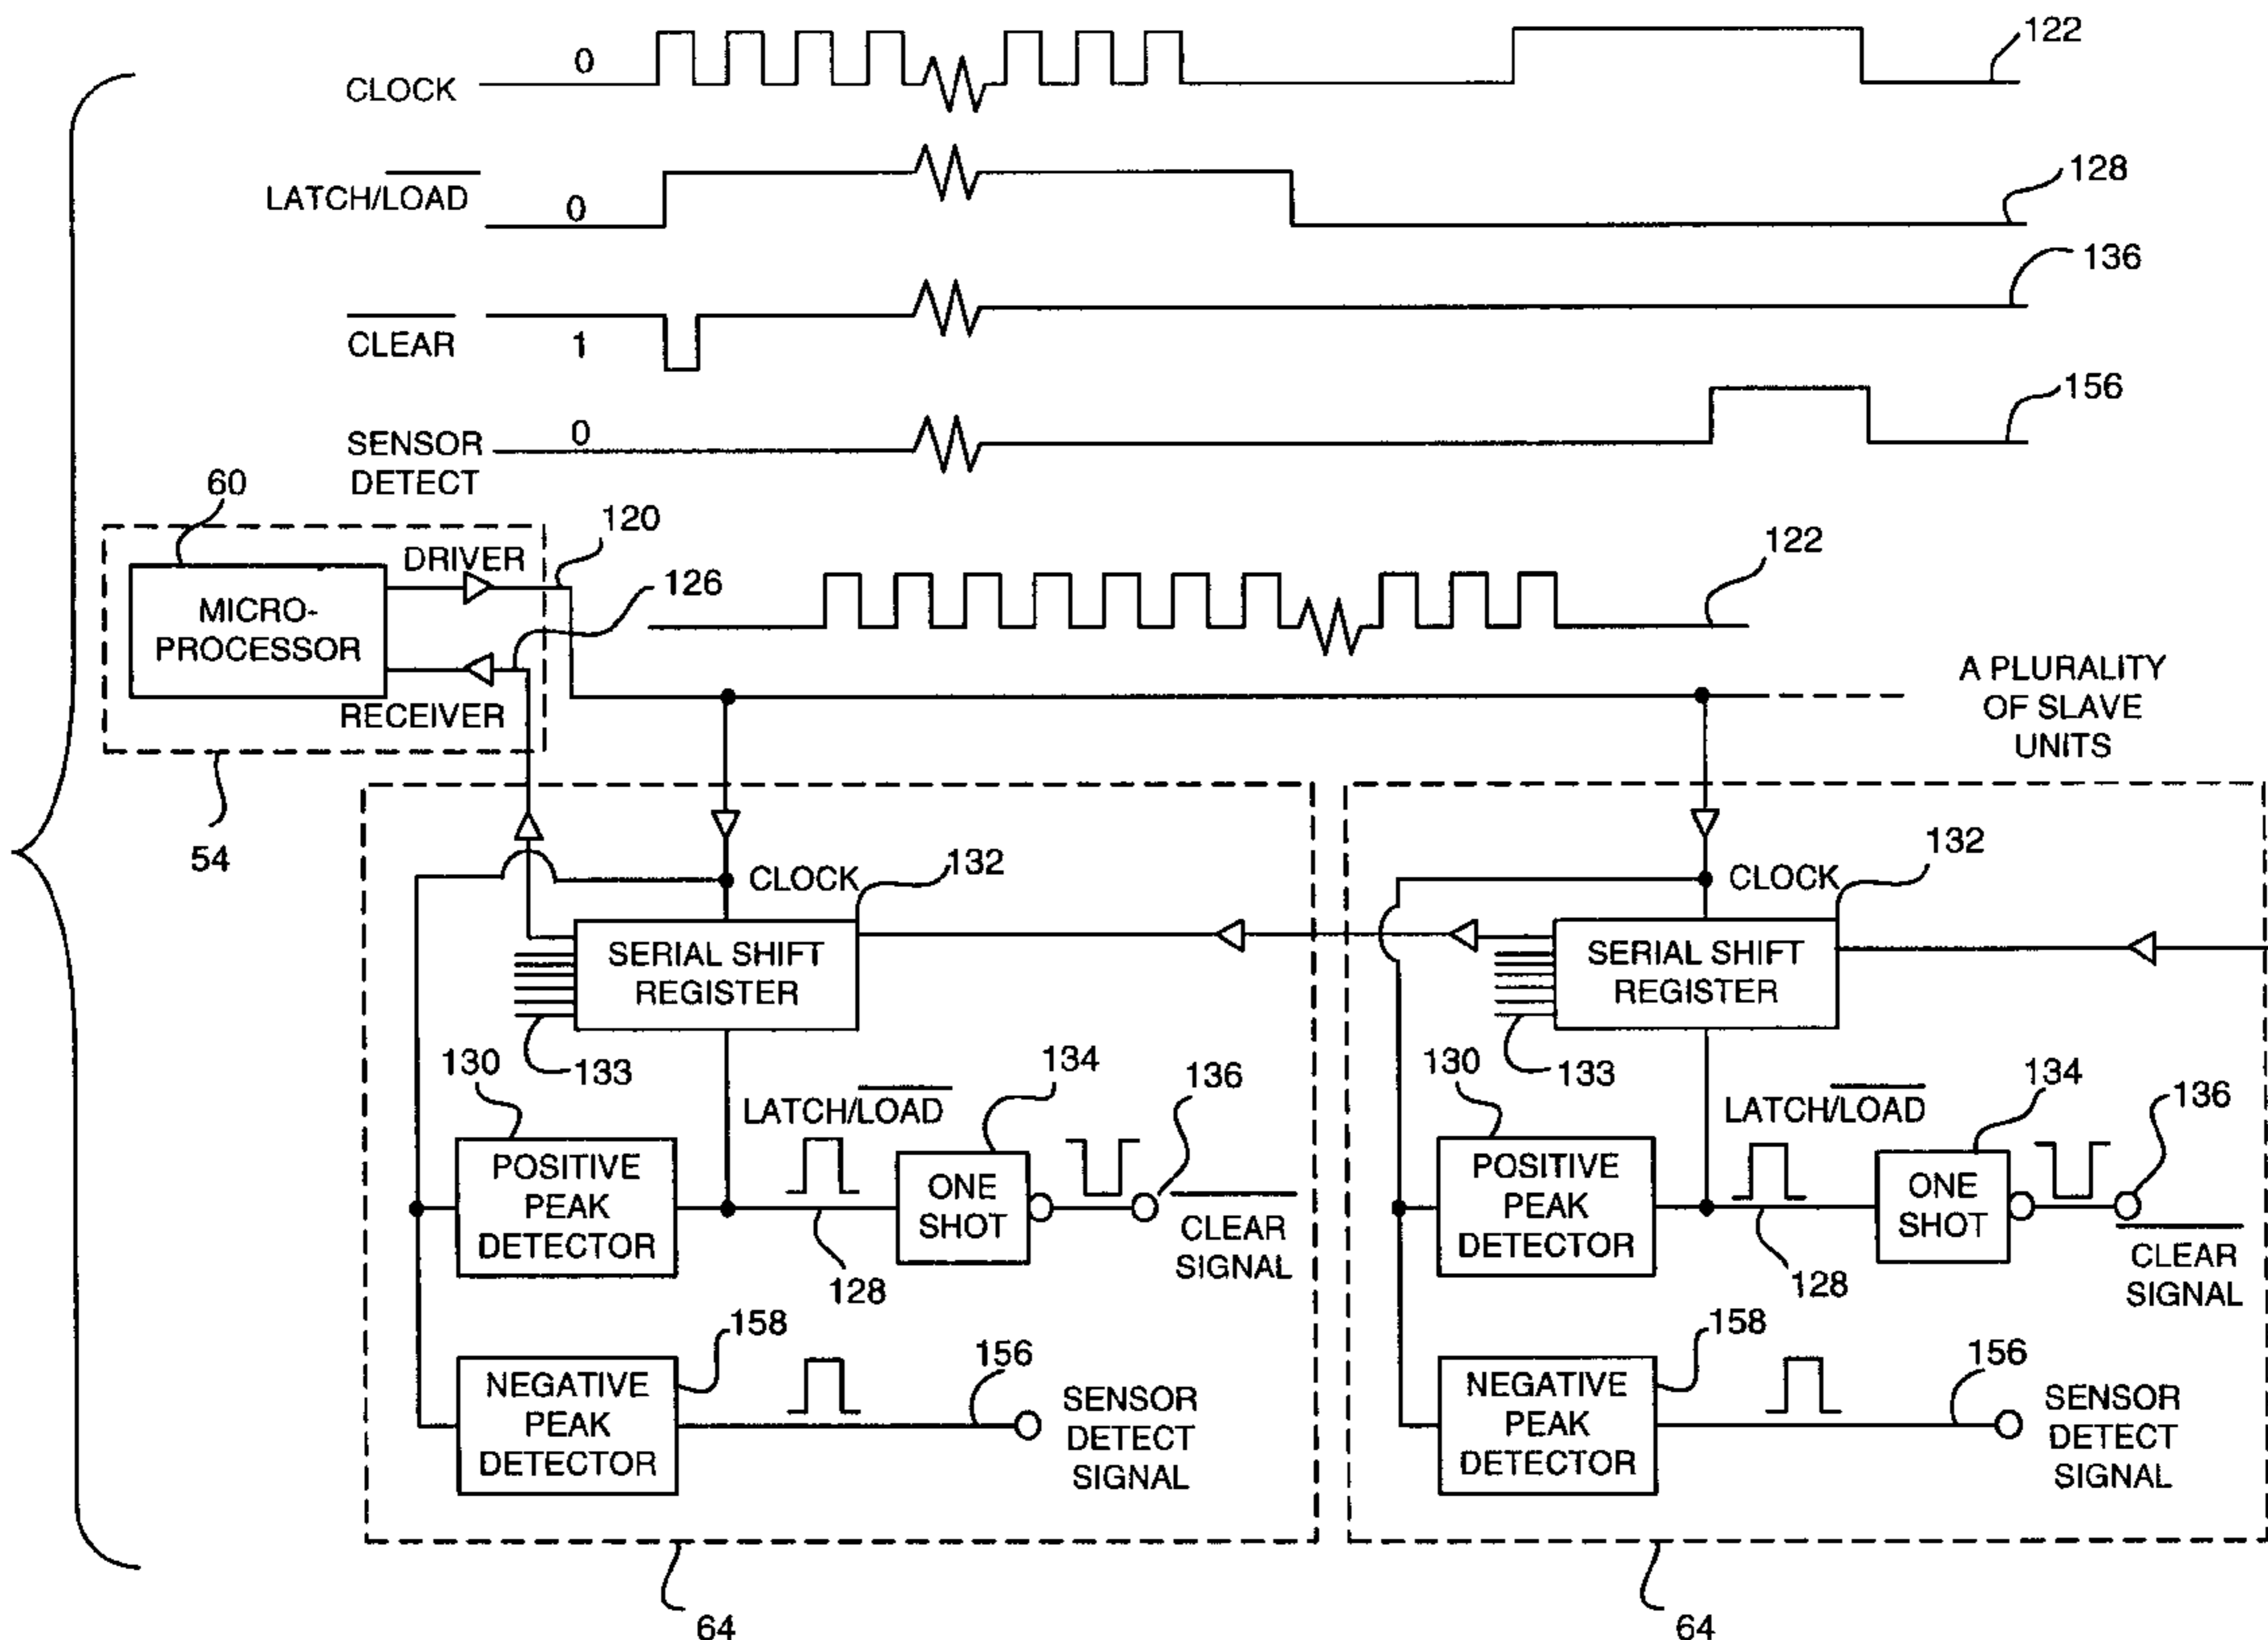 122
CLOCK
0
128
LATCH/LOAD
0
136
CLEAR
1
156
SENSOR
DETECT
0
60
DRIVER
120
126
122
MICRO-
PROCESSOR
RECEIVER
54
A PLURALITY
OF SLAVE
UNITS
CLOCK
132
SERIAL SHIFT
REGISTER
133
130
POSITIVE
PEAK
DETECTOR
LATCH/LOAD
128
134
ONE
SHOT
136
CLEAR
SIGNAL
158
NEGATIVE
PEAK
DETECTOR
156
SENSOR
DETECT
SIGNAL
64
CLOCK
132
SERIAL SHIFT
REGISTER
133
130
POSITIVE
PEAK
DETECTOR
LATCH/LOAD
128
134
ONE
SHOT
136
CLEAR
SIGNAL
158
NEGATIVE
PEAK
DETECTOR
156
SENSOR
DETECT
SIGNAL
64